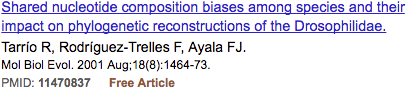 Shared nucleotide composition biases among species and their
impact on phylogenetic reconstructions of the Drosophilidae.
Tarrío R, Rodríguez-Trelles F, Ayala FJ.
Mol Biol Evol. 2001 Aug;18(8):1464-73.
PMID: 11470837 Free Article